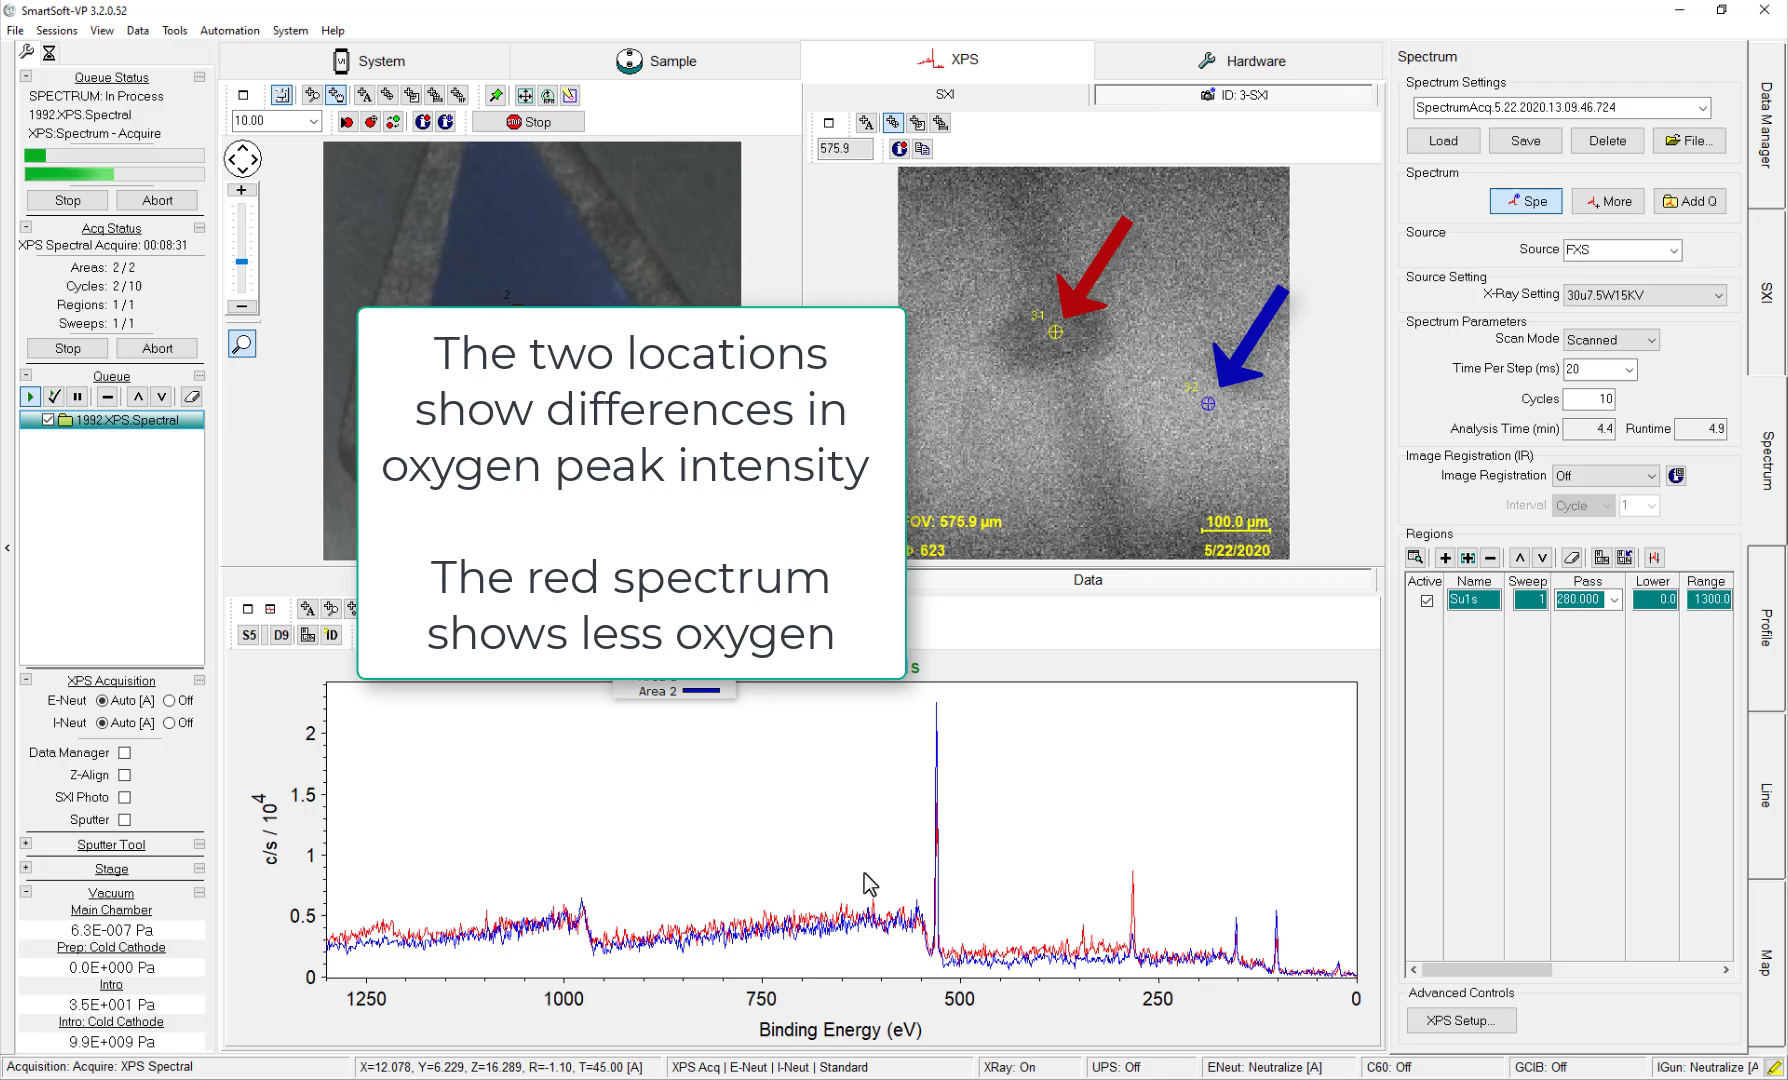 SmartSoft-VP 3.2.0.52
File Sessions View Data Tools Automation System Help
Queue Status
SPECTRUM: In Process
1992.XPS.Spectral
XPS:Spectrum - Acquire
Stop Abort
Acq Status
XPS Spectral Acquire: 00:08:31
Areas: 2/2
Cycles: 2/10
Regions: 1/1
Sweeps: 1/1
Stop Abort
Queue
1992.XPS.Spectral
XPS Acquisition
E-Neut Auto [A] Off
I-Neut Auto [A] Off
Data Manager
Z-Align
SXI Photo
Sputter
Sputter Tool
Stage
Vacuum
Main Chamber
6.3E-007 Pa
Prep: Cold Cathode
0.0E+000 Pa
Intro
3.5E+001 Pa
Intro: Cold Cathode
9.9E+009 Pa
System Sample XPS Hardware
10.00 Stop
2
SXI ID: 3-SXI
575.9
31
32
FOV: 575.9 µm
100.0 µm
623
5/22/2020
The two locations
show differences in
oxygen peak intensity
The red spectrum
shows less oxygen
Data
S5 D9 ID
s
Area 2
c/s / 10^4
2
1.5
1
0.5
0
1250 1000 750 500 250 0
Binding Energy (eV)
Spectrum
Spectrum Settings
SpectrumAcq.5.22.2020.13.09.46.724
Load Save Delete File...
Spectrum
Spe More Add Q
Source
Source FXS
Source Setting
X-Ray Setting 30u7.5W15KV
Spectrum Parameters
Scan Mode Scanned
Time Per Step (ms) 20
Cycles 10
Analysis Time (min) 4.4 Runtime 4.9
Image Registration (IR)
Image Registration Off
Interval Cycle 1
Regions
Active Name Sweep Pass Lower Range
Su1s 1 280.000 0.0 1300.0
Advanced Controls
XPS Setup...
Data Manager
SXI
Spectrum
Profile
Line
Map
Acquisition: Acquire: XPS Spectral X=12.078, Y=6.229, Z=16.289, R=-1.10, T=45.00 [A] XPS Acq | E-Neut | I-Neut | Standard XRay: On UPS: Off ENeut: Neutralize [A] C60: Off GCIB: Off IGun: Neutralize [A